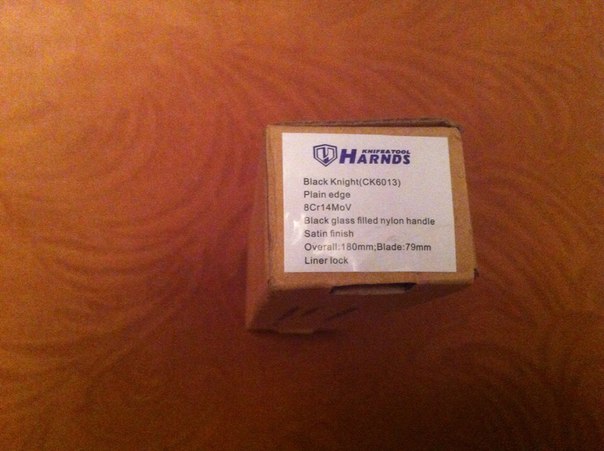 KNIFE&TOOL
HARNDS
Black Knight(CK6013)
Plain edge
8Cr14MoV
Black glass filled nylon handle
Satin finish
Overall:180mm;Blade:79mm
Liner lock